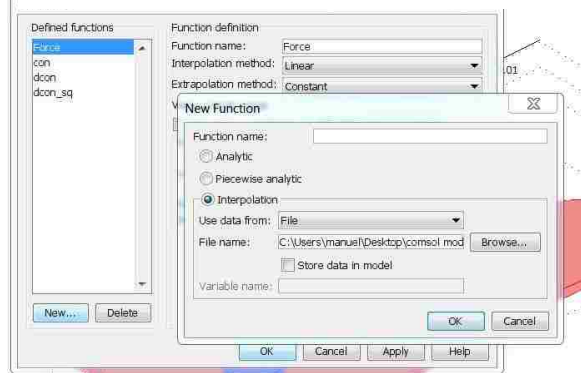 Defined functions
Force
con
dcon
dcon_sq
New...
Delete
Function definition
Function name: Force
Interpolation method: Linear
Extrapolation method: Constant
.01
New Function
Function name:
Analytic
Piecewise analytic
Interpolation
Use data from: File
File name: C:\Users\manuel\Desktop\comsol mod Browse...
Store data in model
Variable name:
OK Cancel
OK Cancel Apply Help